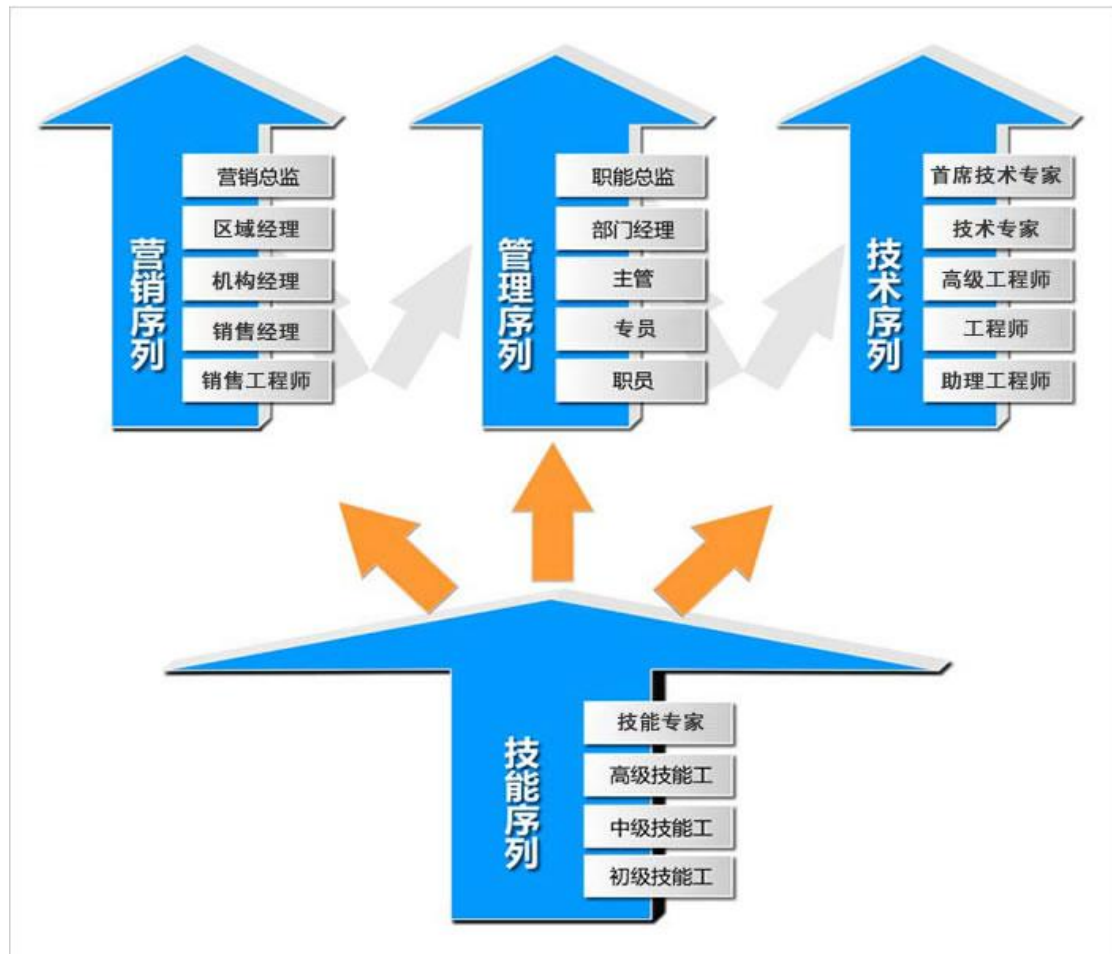 营销序列
营销总监
区域经理
机构经理
销售经理
销售工程师
管理序列
职能总监
部门经理
主管
专员
职员
技术序列
首席技术专家
技术专家
高级工程师
工程师
助理工程师
技能序列
技能专家
高级技能工
中级技能工
初级技能工